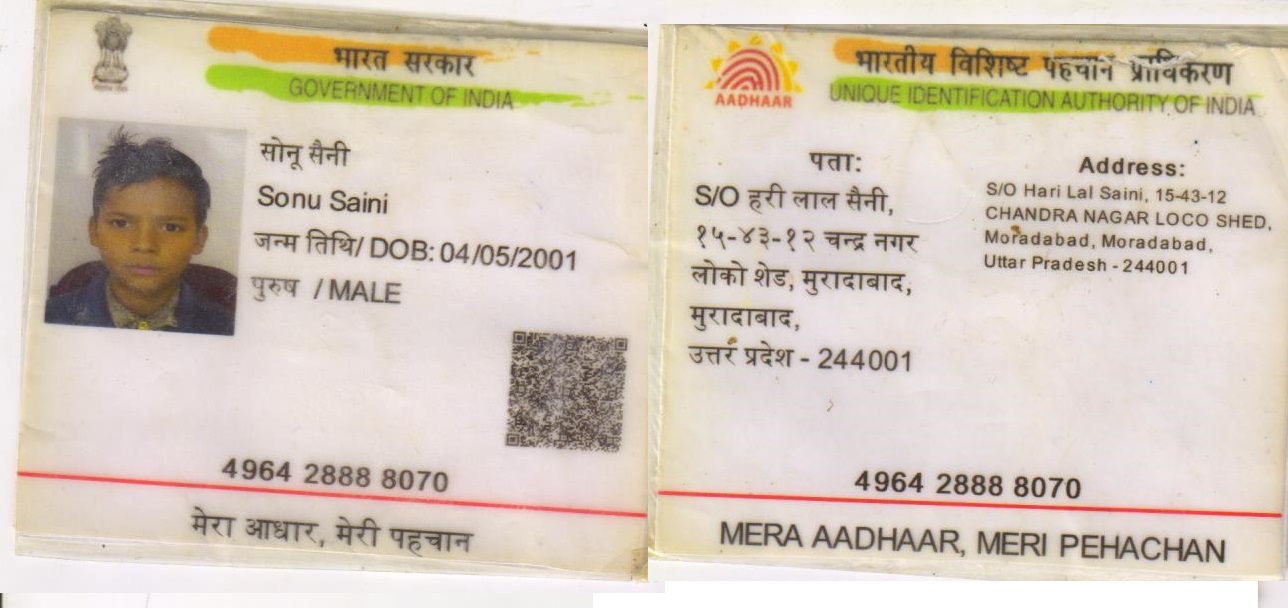 भारत सरकार
GOVERNMENT OF INDIA
सोनू सैनी
Sonu Saini
जन्म तिथि/ DOB: 04/05/2001
पुरुष / MALE
4964 2888 8070
मेरा आधार, मेरी पहचान
AADHAAR
भारतीय विशिष्ट पहचान प्राधिकरण
UNIQUE IDENTIFICATION AUTHORITY OF INDIA
पता:
S/O हरी लाल सैनी,
१५-४३-१२ चन्द्र नगर
लोको शेड, मुरादाबाद,
मुरादाबाद,
उत्तर प्रदेश - 244001
Address:
S/O Hari Lal Saini, 15-43-12
CHANDRA NAGAR LOCO SHED,
Moradabad, Moradabad,
Uttar Pradesh - 244001
4964 2888 8070
MERA AADHAAR, MERI PEHACHAN